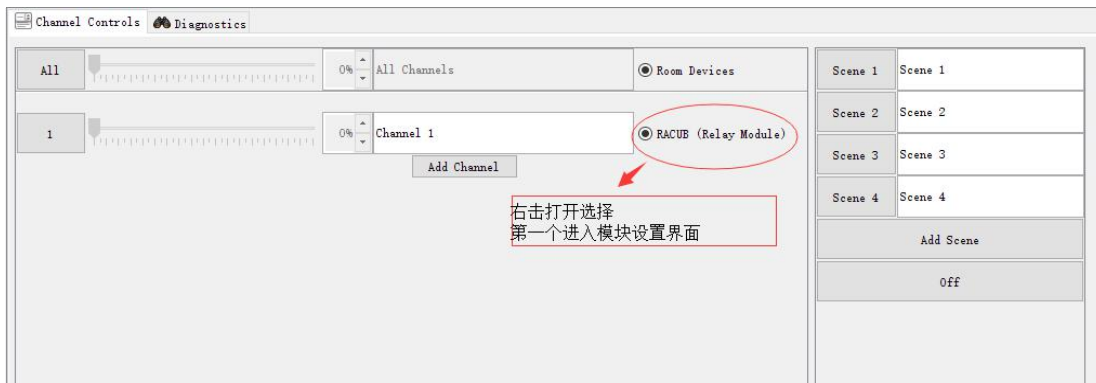 Channel Controls Diagnostics
All 0% All Channels Room Devices
1 0% Channel 1 RACUB (Relay Module)
Add Channel
右击打开选择
第一个进入模块设置界面
Scene 1 Scene 1
Scene 2 Scene 2
Scene 3 Scene 3
Scene 4 Scene 4
Add Scene
Off